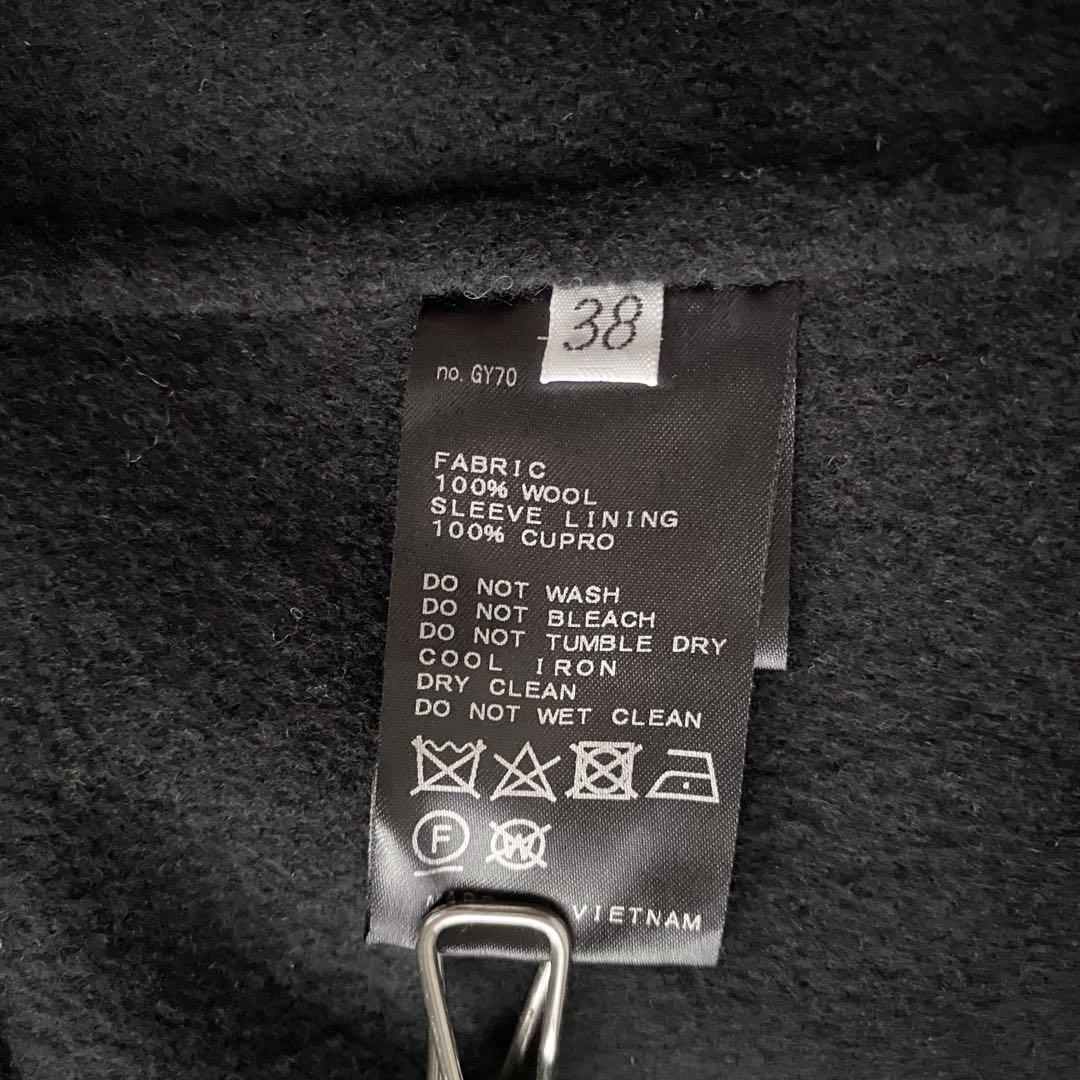 38
no. GY70
FABRIC
100% WOOL
SLEEVE LINING
100% CUPRO
DO NOT WASH
DO NOT BLEACH
DO NOT TUMBLE DRY
COOL IRON
DRY CLEAN
DO NOT WET CLEAN
F W
VIETNAM